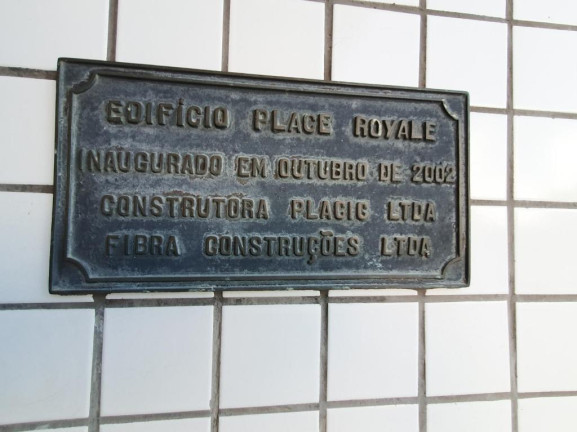 EDIFÍCIO PLACE ROYALE
INAUGURADO EM OUTUBRO DE 2002
CONSTRUTORA PLACIC LTDA
FIBRA CONSTRUÇÕES LTDA